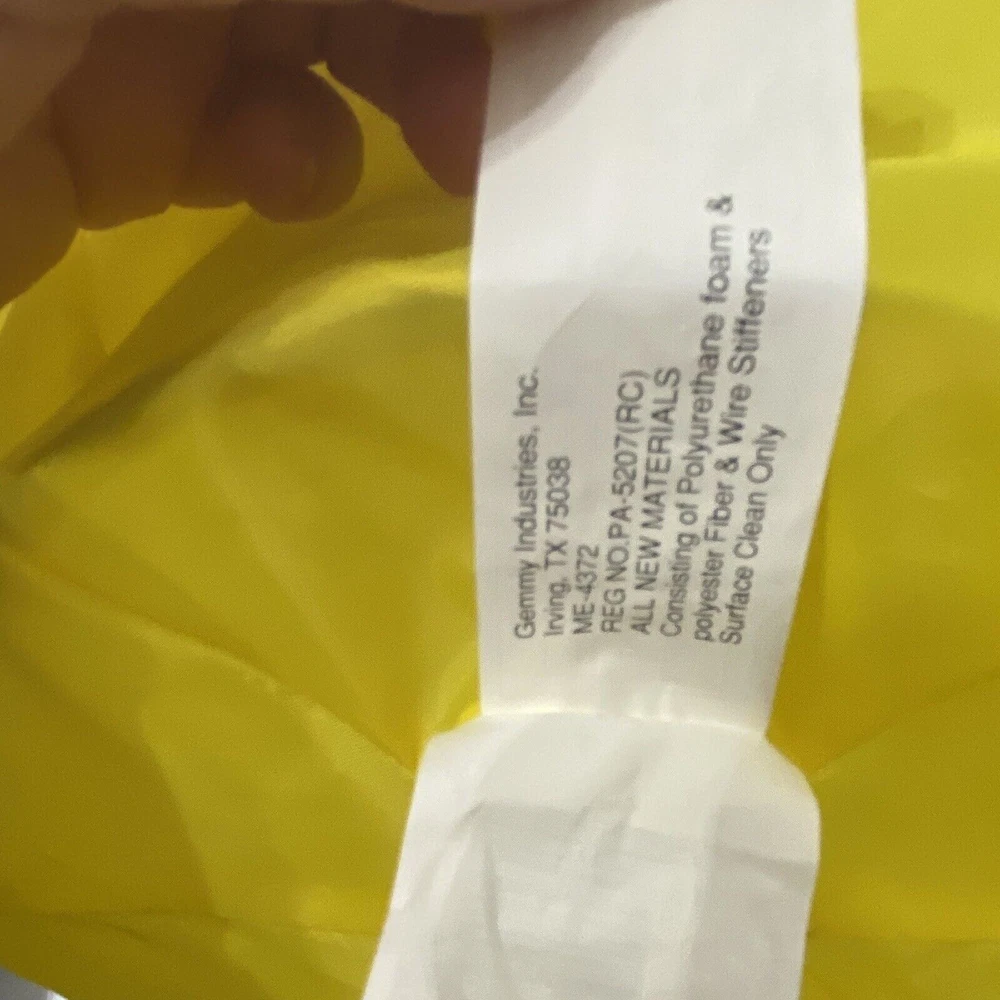 Gemmy Industries, Inc.
Irving, TX 75038
ME-4372
REG NO.PA-5207(RC)
ALL NEW MATERIALS
Consisting of Polyurethane foam &
polyester Fiber & Wire Stiffeners
Surface Clean Only